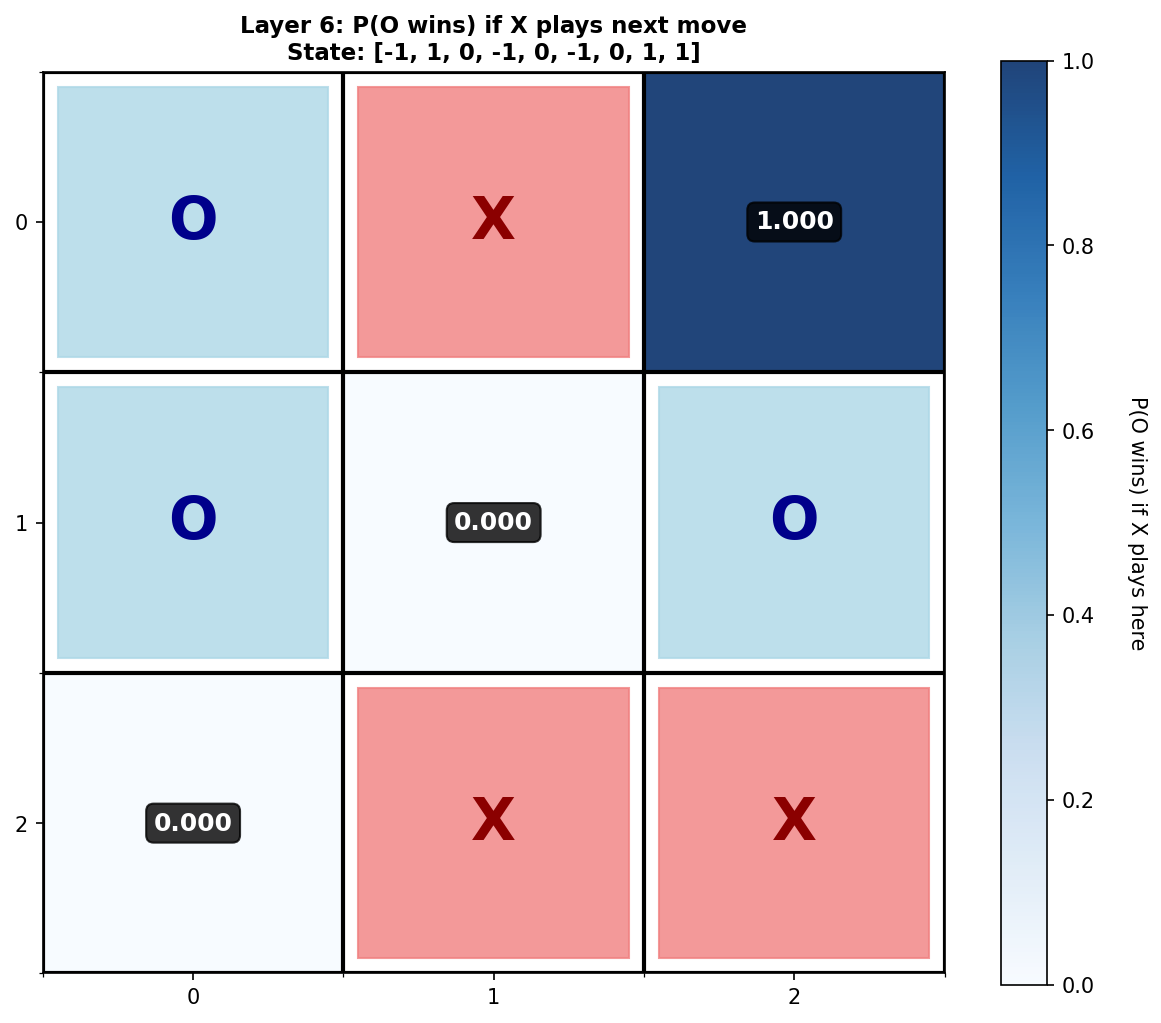 Layer 6: P(O wins) if X plays next move
State: [-1, 1, 0, -1, 0, -1, 0, 1, 1]
O
X
1.000
O
0.000
O
0.000
X
X
0
1
2
0
1
2
1.0
0.8
0.6
0.4
0.2
0.0
P(O wins) if X plays here